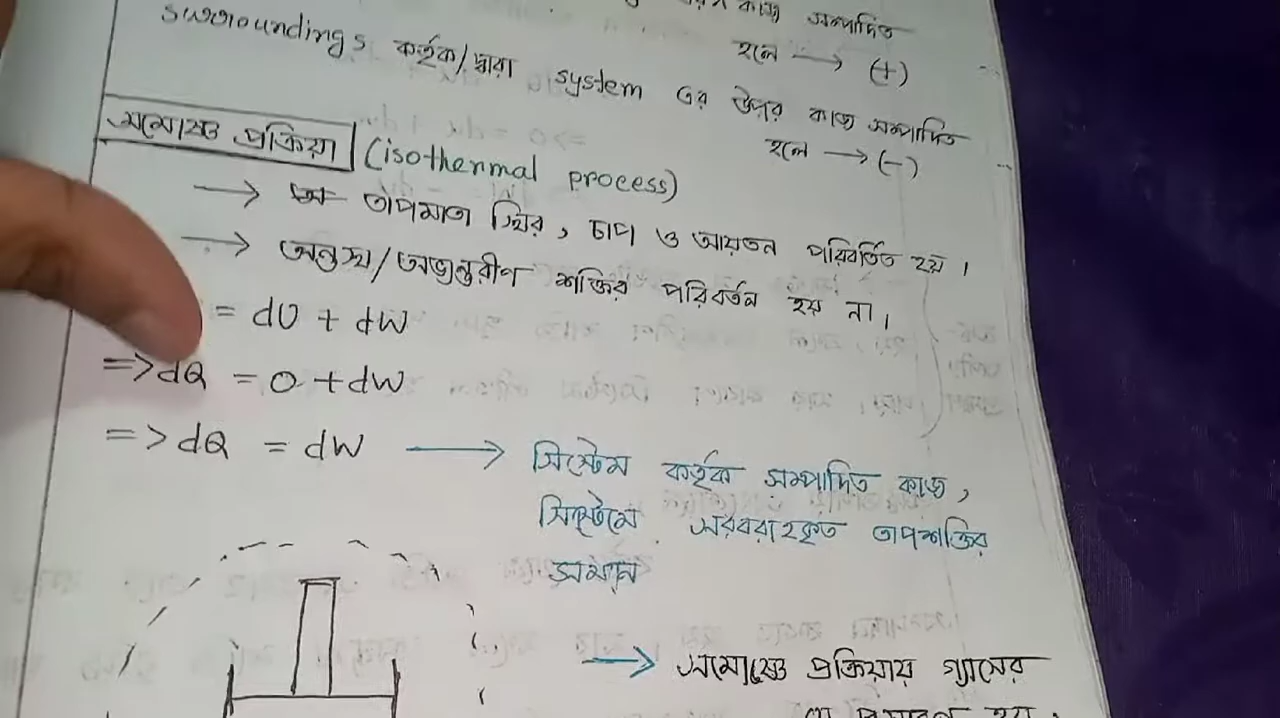 কাজ সম্পাদিত
হলে → (+)
surroundings কর্তৃক/দ্বারা system এর উপর কাজ সম্পাদিত
হলে → (-)
সমোষ্ণ প্রক্রিয়া (isothermal process)
→ তাপমাত্রা স্থির, চাপ ও আয়তন পরিবর্তিত হয়।
→ অন্তস্থ/অভ্যন্তরীণ শক্তির পরিবর্তন হয় না।
= dU + dW
=> dQ = 0 + dW
=> dQ = dW → সিস্টেম কর্তৃক সম্পাদিত কাজ,
সিস্টেমে সরবরাহকৃত তাপশক্তির
সমান
→ সমোষ্ণ প্রক্রিয়ায় গ্যাসের